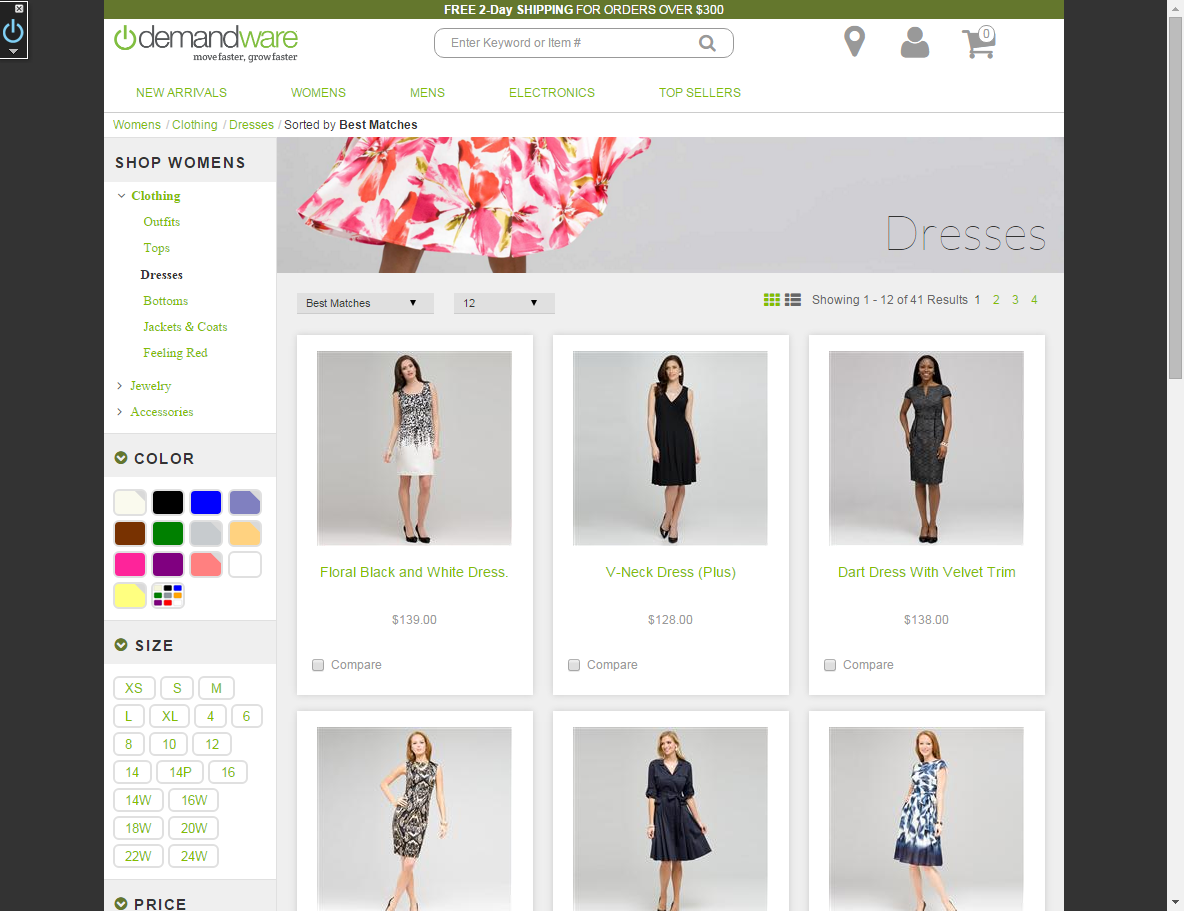 FREE 2-Day SHIPPING FOR ORDERS OVER $300
demandware
move faster, grow faster
Enter Keyword or Item #
0
NEW ARRIVALS WOMENS MENS ELECTRONICS TOP SELLERS
Womens / Clothing / Dresses / Sorted by Best Matches
SHOP WOMENS
Clothing
Outfits
Tops
Dresses
Bottoms
Jackets & Coats
Feeling Red
Jewelry
Accessories
COLOR
SIZE
XS S M
L XL 4 6
8 10 12
14 14P 16
14W 16W
18W 20W
22W 24W
PRICE
Dresses
Best Matches 12 Showing 1 - 12 of 41 Results 1 2 3 4
Floral Black and White Dress. V-Neck Dress (Plus) Dart Dress With Velvet Trim
$139.00 $128.00 $138.00
Compare Compare Compare